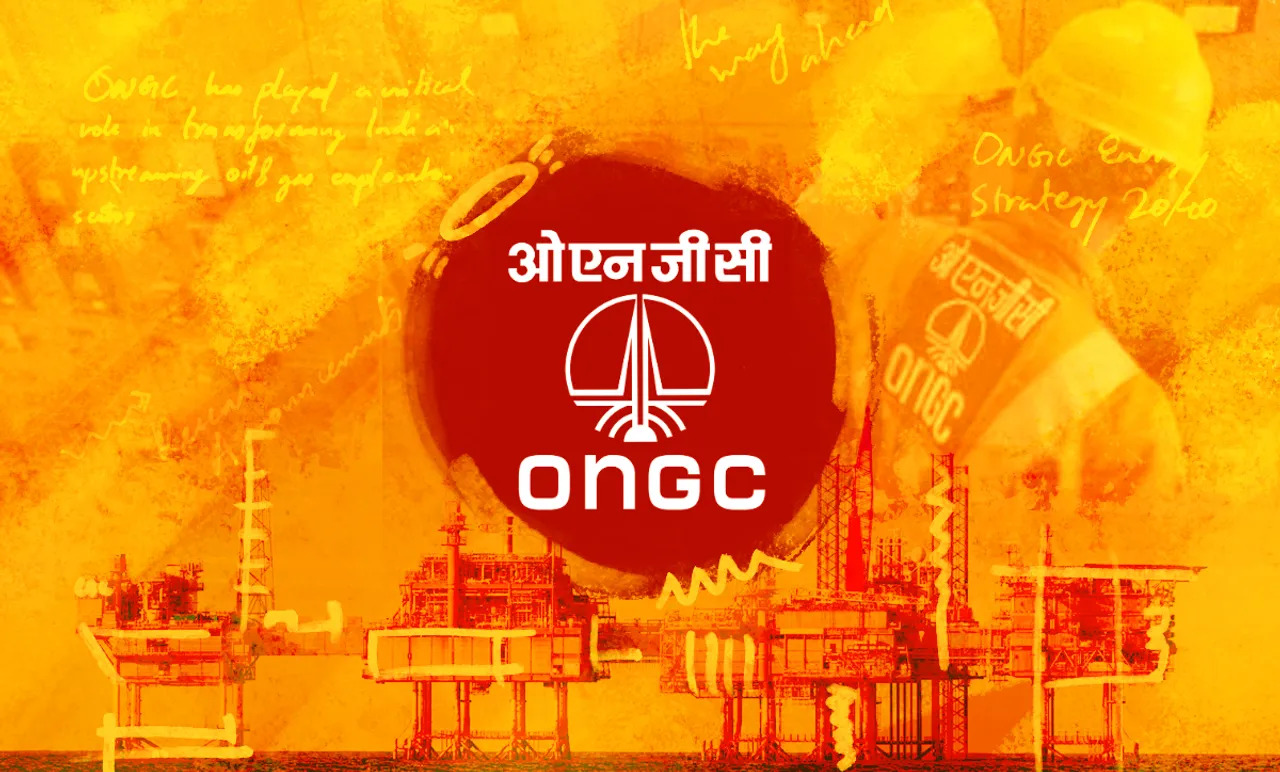 the
way ahead
ONGC has played a critical
role in transforming India's
upstreaming oil & gas exploration
sector
ONGC Energy
Strategy 2040
ओएनजीसी
ONGC
ओएनजीसी
ONGC